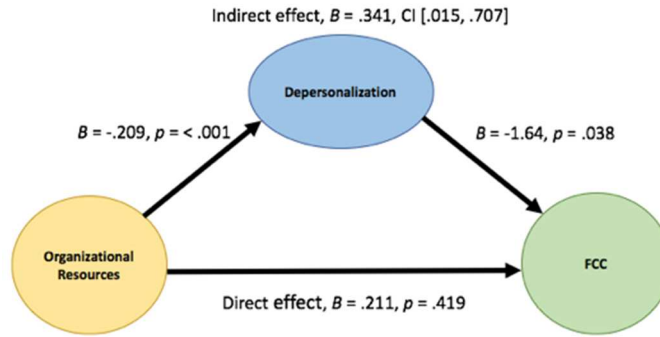 Indirect effect, B = .341, CI [.015, .707]
Depersonalization
B = -.209, p = < .001
B = -1.64, p = .038
Organizational
Resources
FCC
Direct effect, B = .211, p = .419